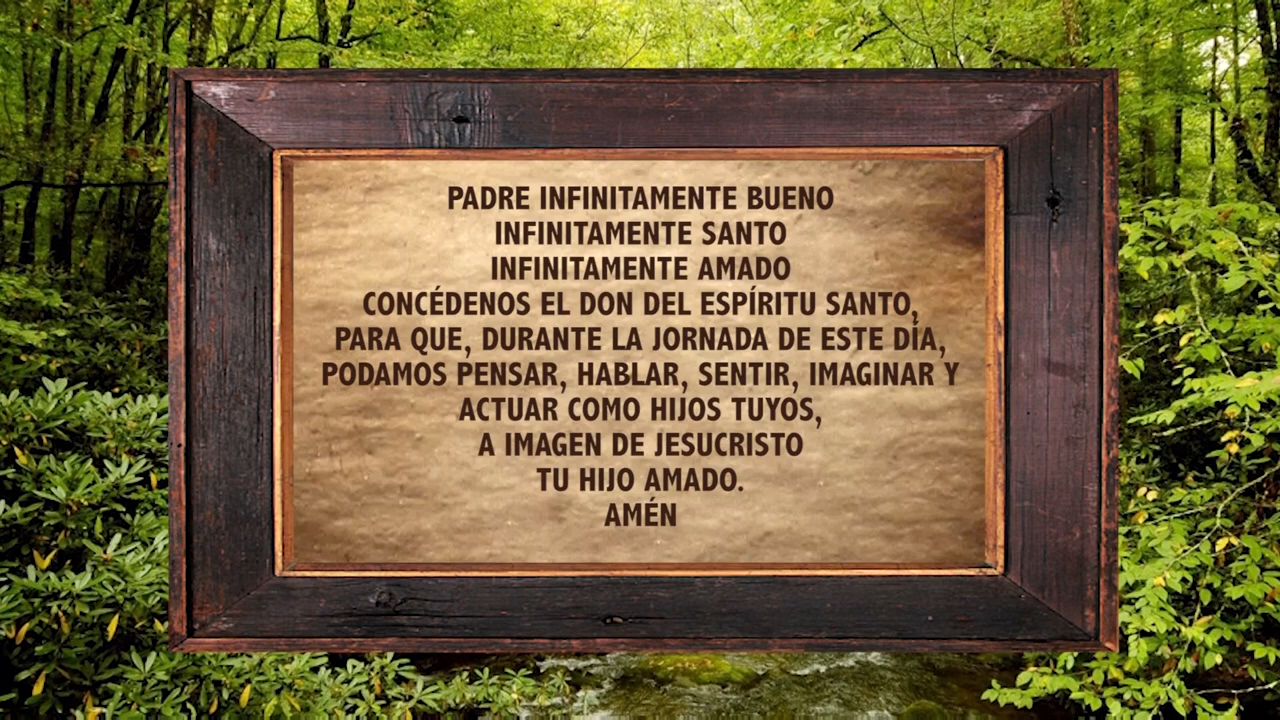 PADRE INFINITAMENTE BUENO
INFINITAMENTE SANTO
INFINITAMENTE AMADO
CONCÉDENOS EL DON DEL ESPÍRITU SANTO,
PARA QUE, DURANTE LA JORNADA DE ESTE DÍA,
PODAMOS PENSAR, HABLAR, SENTIR, IMAGINAR Y
ACTUAR COMO HIJOS TUYOS,
A IMAGEN DE JESUCRISTO
TU HIJO AMADO.
AMÉN